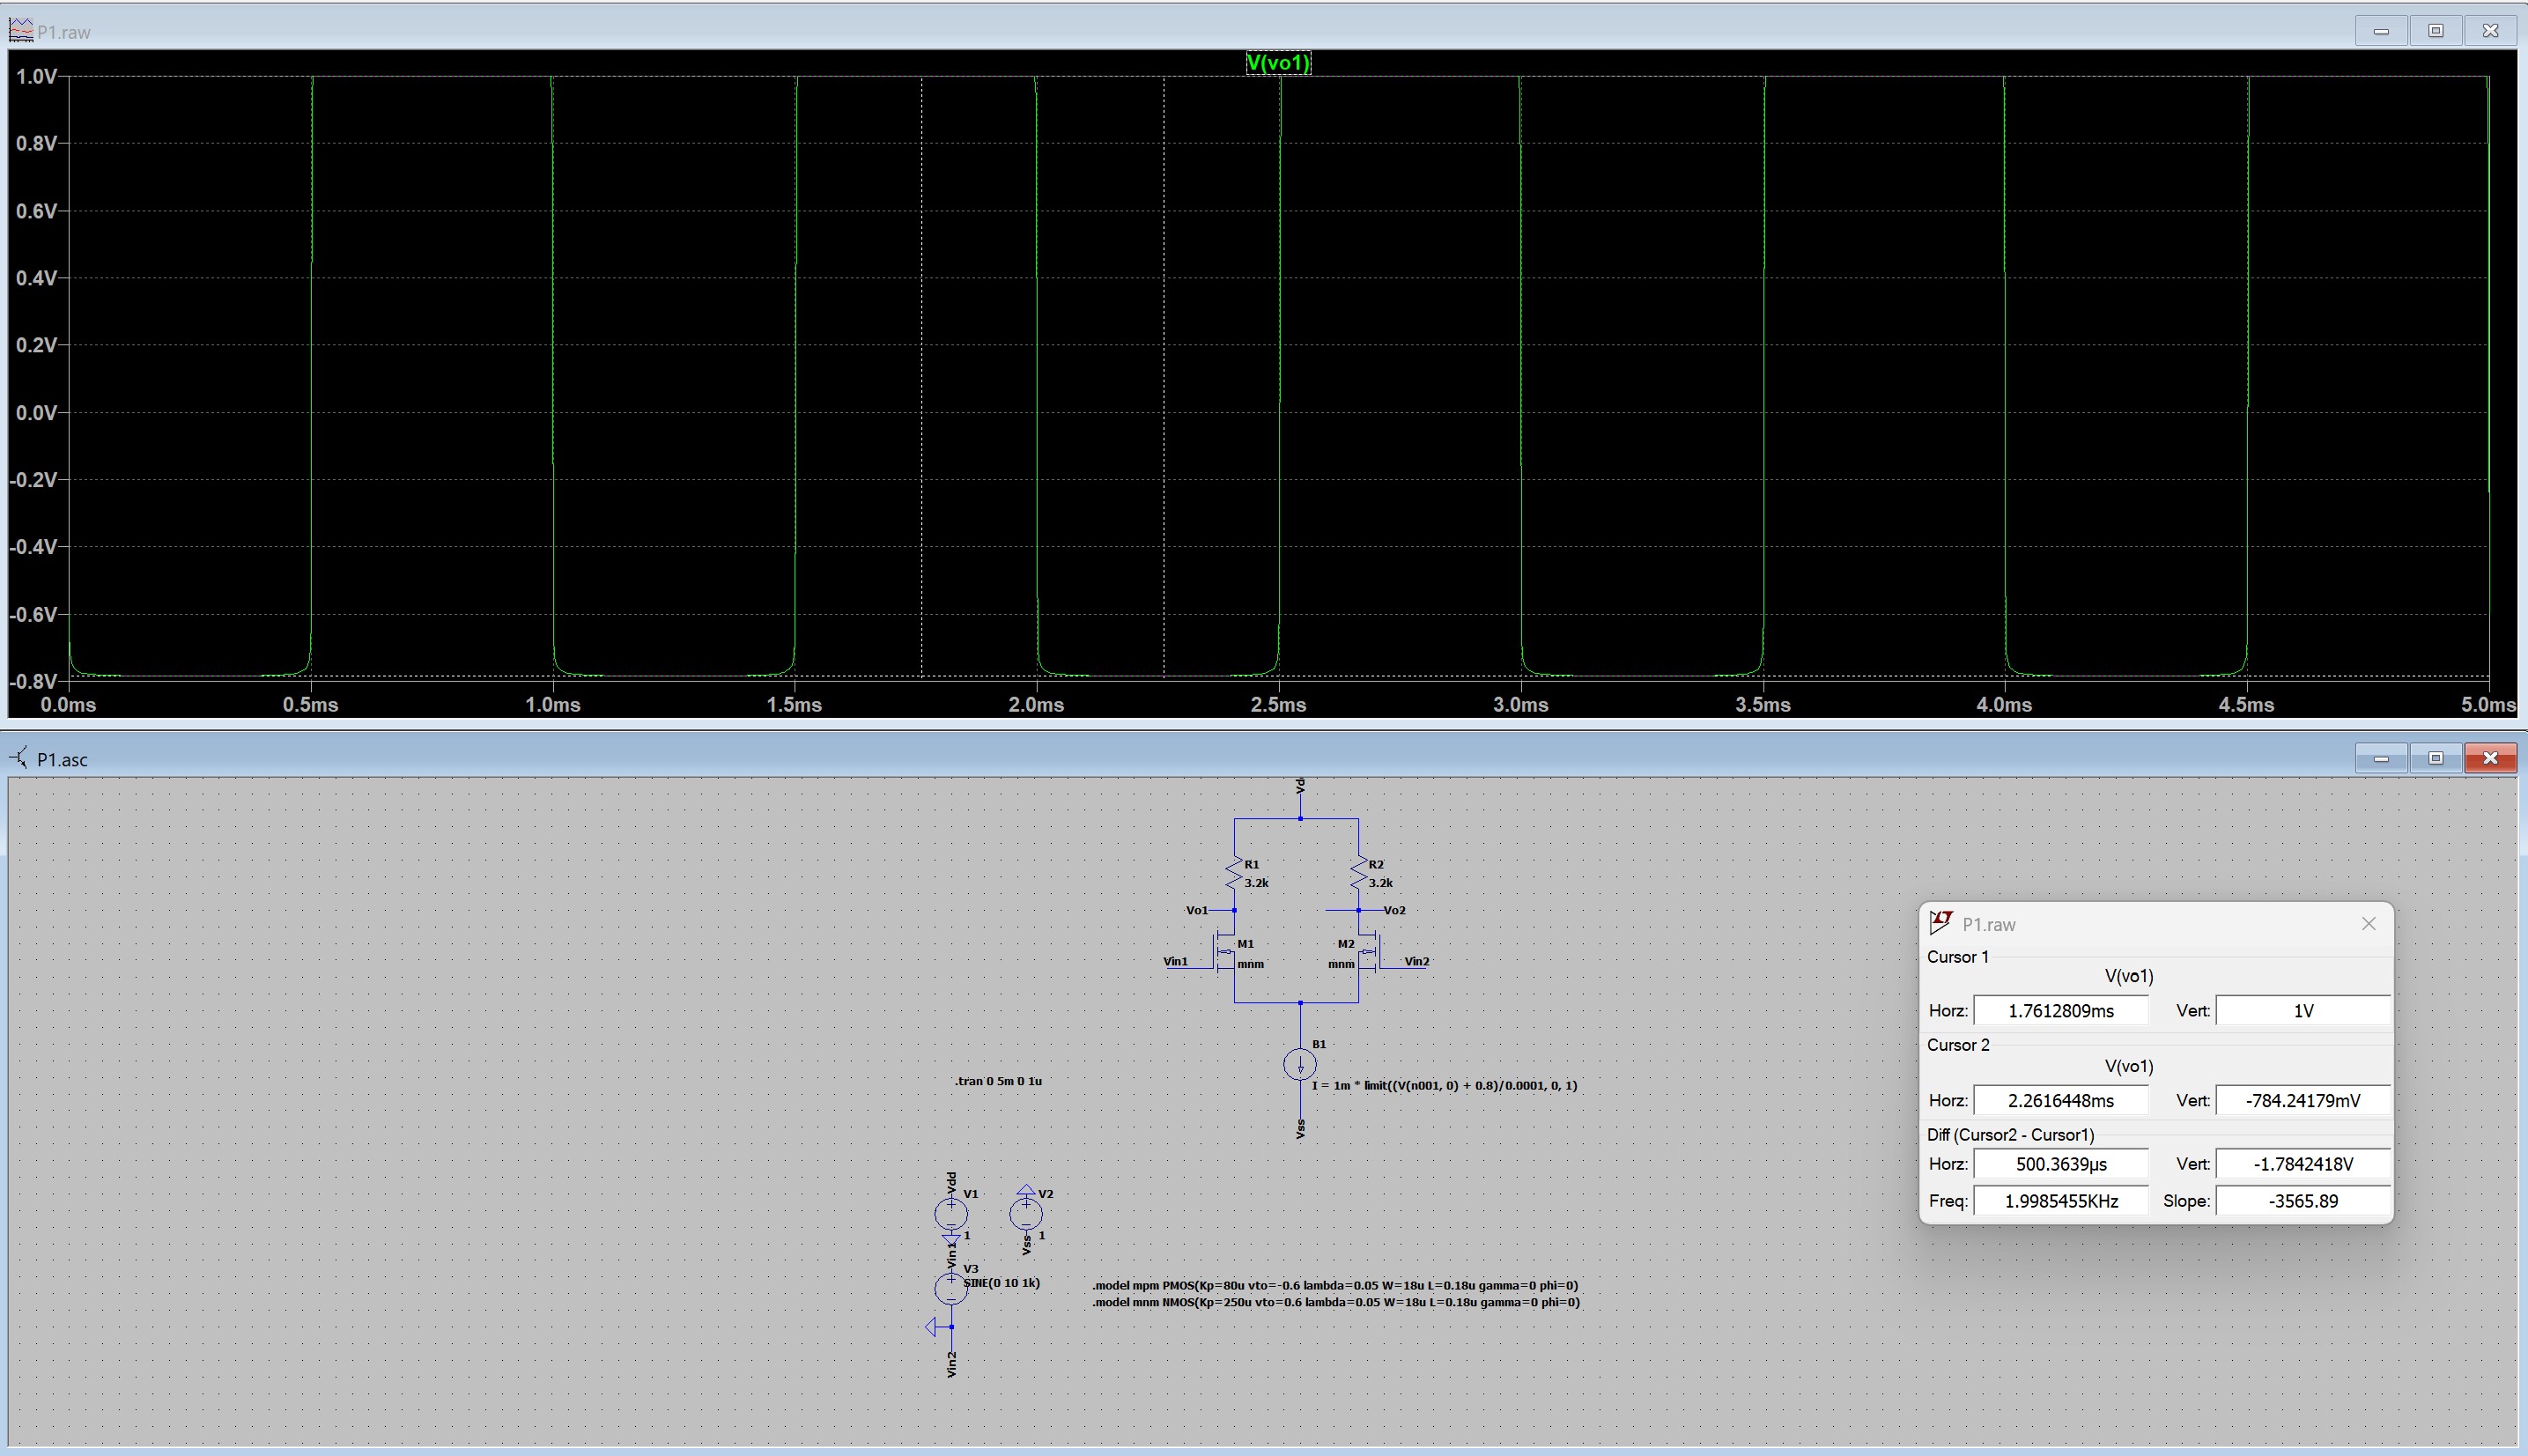 P1.raw
V(vo1)
1.0V
0.8V
0.6V
0.4V
0.2V
0.0V
-0.2V
-0.4V
-0.6V
-0.8V
0.0ms 0.5ms 1.0ms 1.5ms 2.0ms 2.5ms 3.0ms 3.5ms 4.0ms 4.5ms 5.0ms
P1.asc
R1
3.2k
R2
3.2k
Vo1
Vo2
M1
mnm
M2
mnm
Vin1
Vin2
B1
I = 1m * limit((V(n001, 0) + 0.8)/0.0001, 0, 1)
Vss
.tran 0 5m 0 1u
Vdd
V1
1
V2
1
Vss
Vin1
V3
SINE(0 10 1k)
Vin2
.model mpm PMOS(Kp=80u vto=-0.6 lambda=0.05 W=18u L=0.18u gamma=0 phi=0)
.model mnm NMOS(Kp=250u vto=0.6 lambda=0.05 W=18u L=0.18u gamma=0 phi=0)
LT
P1.raw
Cursor 1
V(vo1)
Horz: 1.7612809ms Vert: 1V
Cursor 2
V(vo1)
Horz: 2.2616448ms Vert: -784.24179mV
Diff (Cursor2 - Cursor1)
Horz: 500.3639µs Vert: -1.7842418V
Freq: 1.9985455KHz Slope: -3565.89